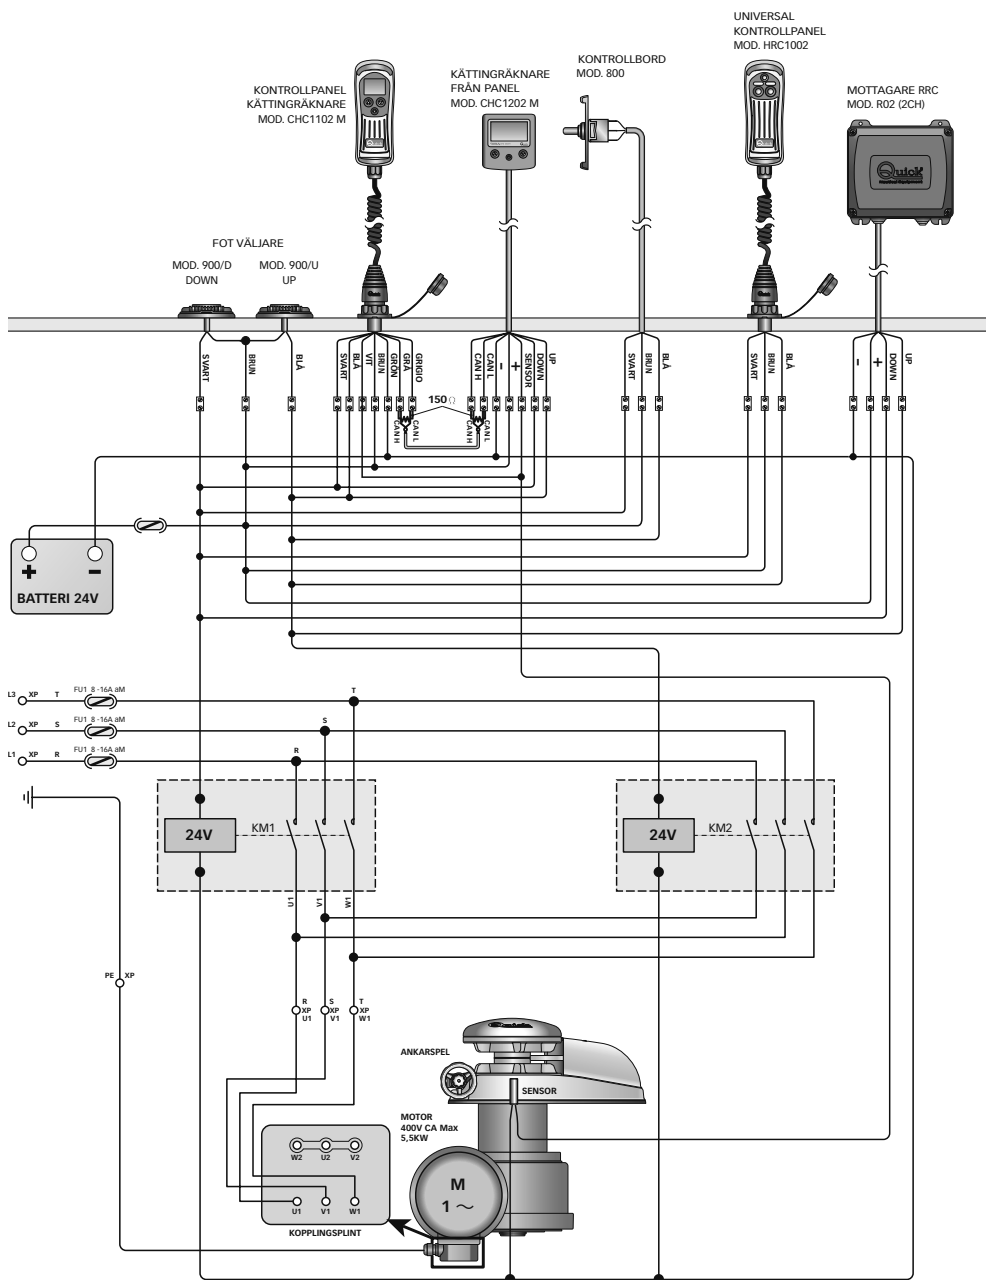 UNIVERSAL
KONTROLLPANEL
MOD. HRC1002
KONTROLLBORD
MOD. 800
KÄTTINGRÄKNARE
FRÅN PANEL
MOD. CHC1202 M
KONTROLLPANEL
KÄTTINGRÄKNARE
MOD. CHC1102 M
MOTTAGARE RRC
MOD. R02 (2CH)
Quick
FOT VÄLJARE
MOD. 900/D
DOWN
MOD. 900/U
UP
SVART
BRUN
BLÅ
SVART
BLÅ
VIT
BRUN
GRÖN
GRÅ
GRIGIO
CAN H
CAN L
-
+
SENSOR
DOWN
UP
SVART
BRUN
BLÅ
SVART
BRUN
BLÅ
-
+
DOWN
UP
150 Ω
CAN H
CAN L
CAN H
CAN L
+ -
BATTERI 24V
L3 XP T FU1 8 -16A aM
T
L2 XP S FU1 8 -16A aM
S
L1 XP R FU1 8 -16A aM
R
24V
KM1
24V
KM2
U1
V1
W1
PE XP
R
XP
U1
S
XP
V1
T
XP
W1
Quick
ANKARSPEL
SENSOR
MOTOR
400V CA Max
5,5KW
W2 U2 V2
M
1 ~
U1 V1 W1
KOPPLINGSPLINT